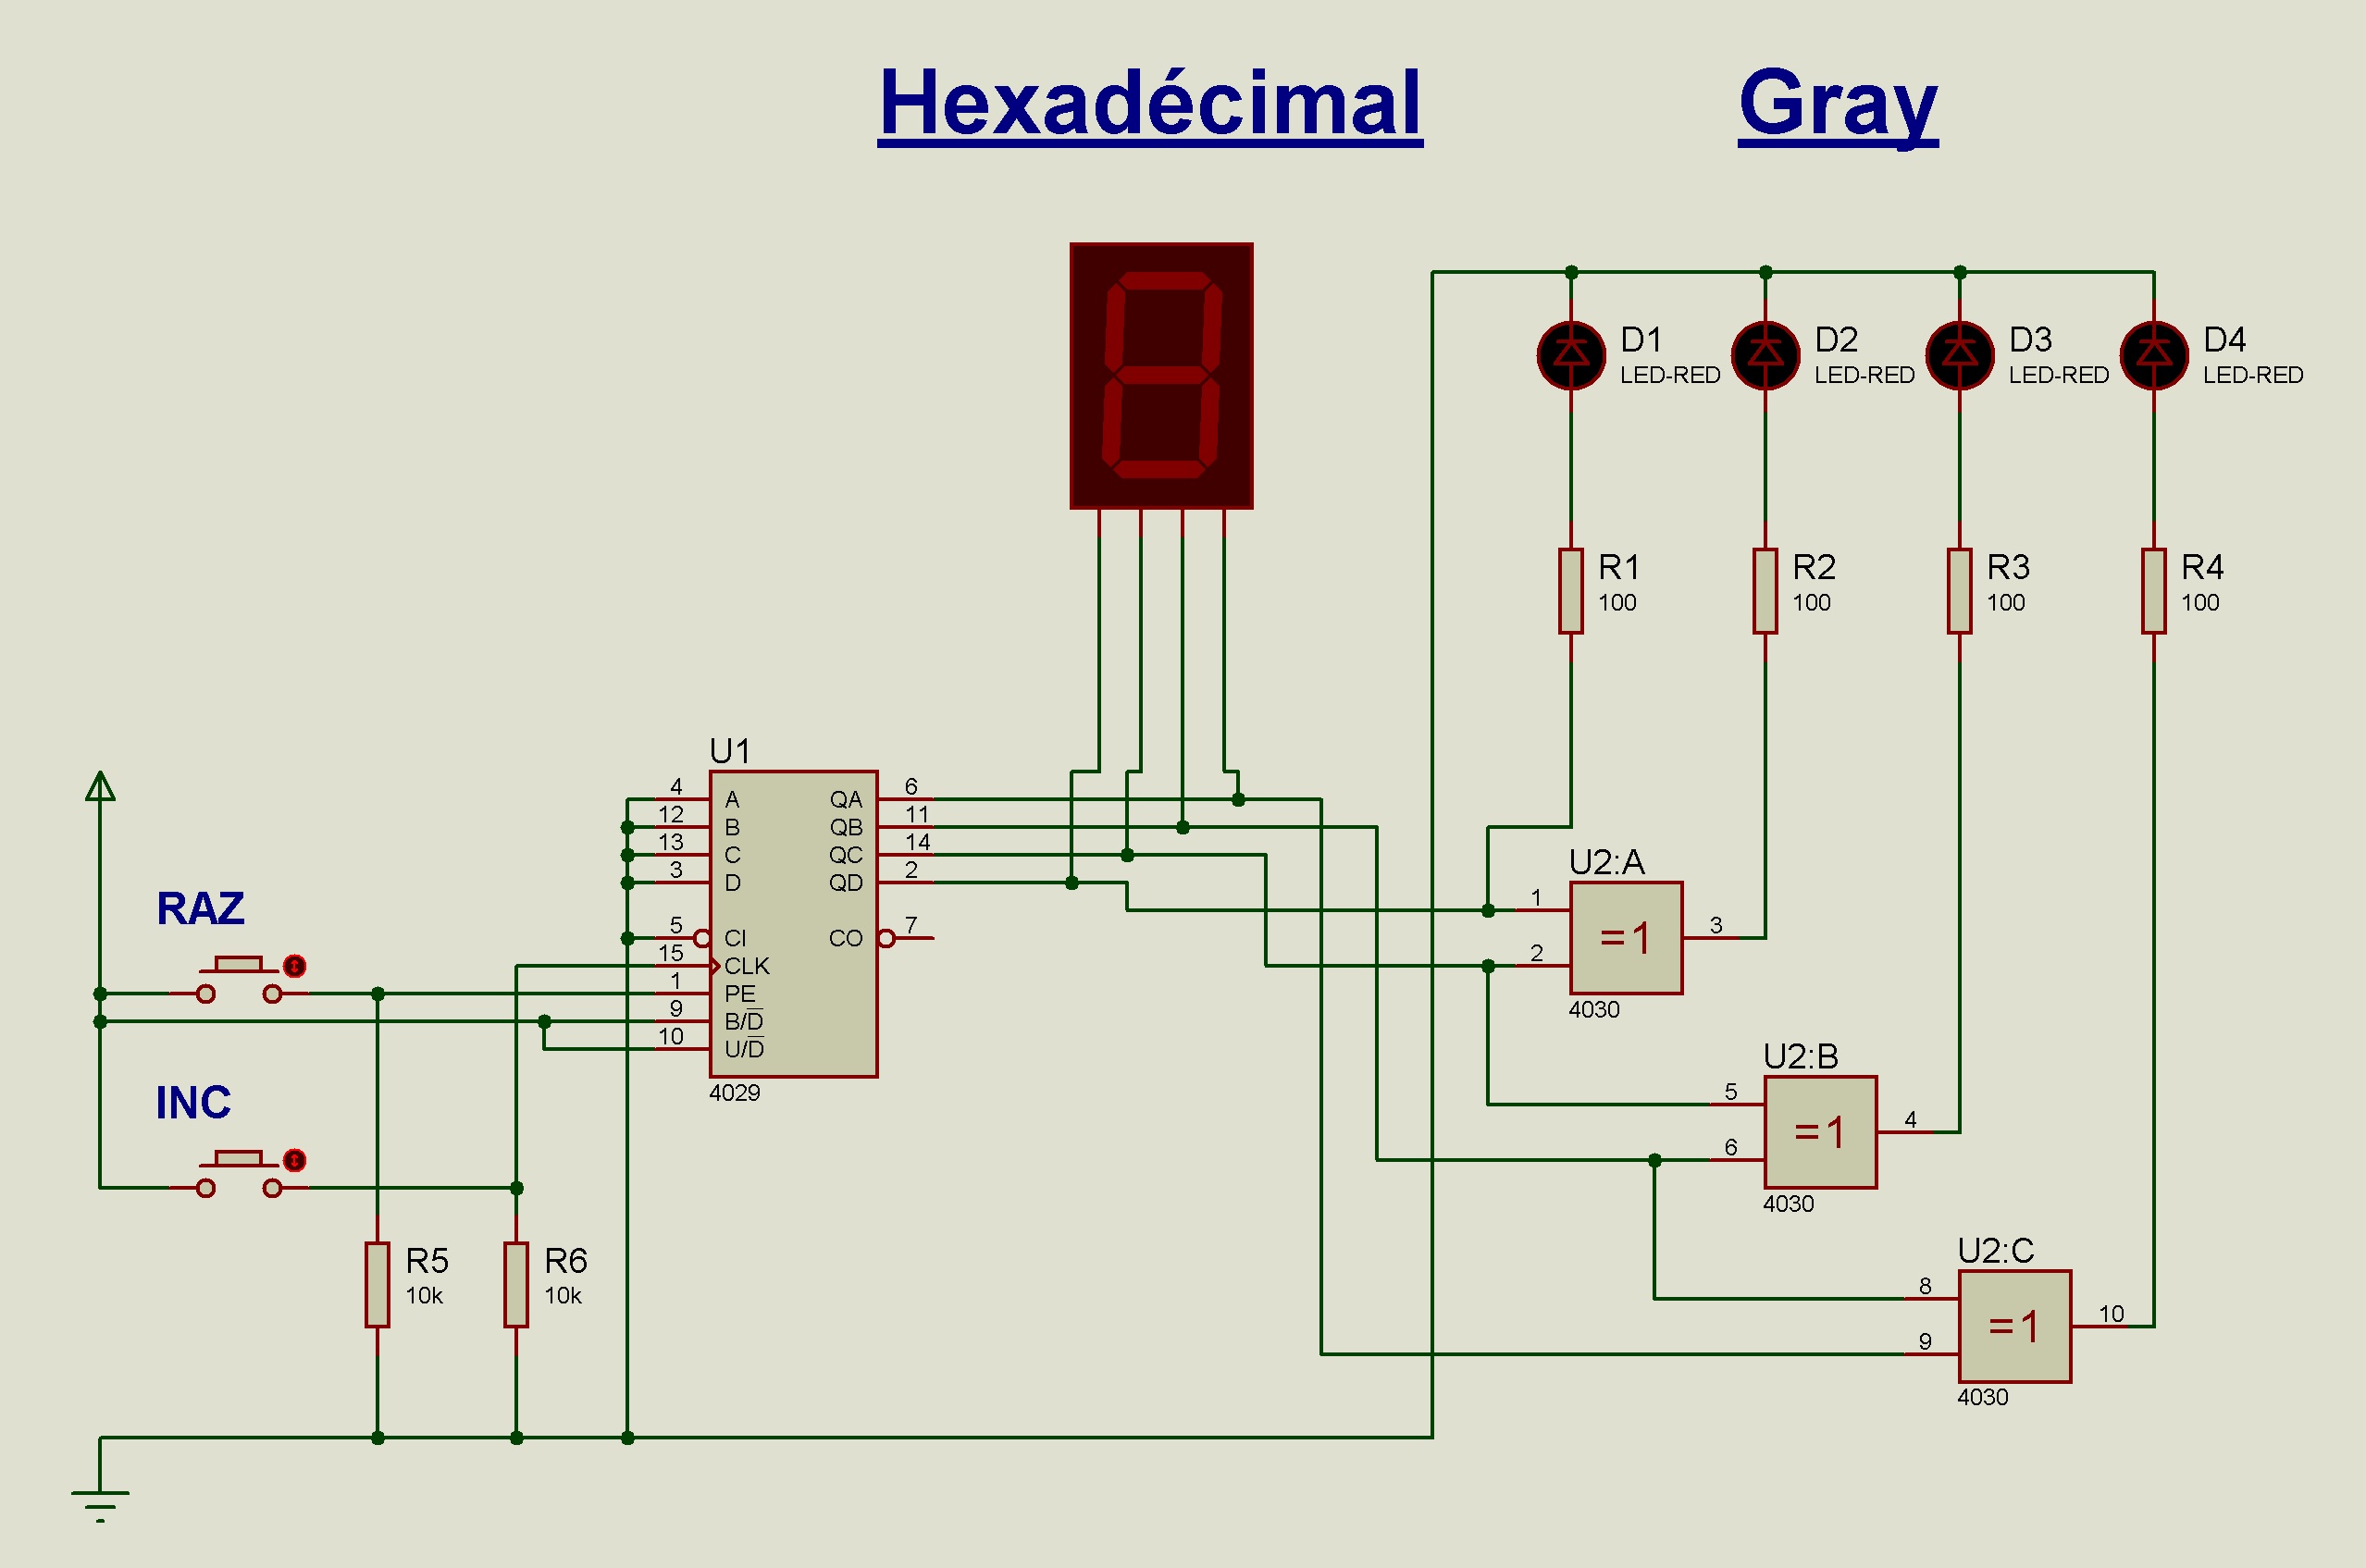 Hexadécimal
Gray
D1
LED-RED
D2
LED-RED
D3
LED-RED
D4
LED-RED
R1
100
R2
100
R3
100
R4
100
U1
4 A QA 6
12 B QB 11
13 C QC 14
3 D QD 2
5 CI CO 7
15 CLK
1 PE
9 B/D̅
10 U/D̅
4029
RAZ
INC
R5
10k
R6
10k
U2:A
1
2
=1
3
4030
U2:B
5
6
=1
4
4030
U2:C
8
9
=1
10
4030